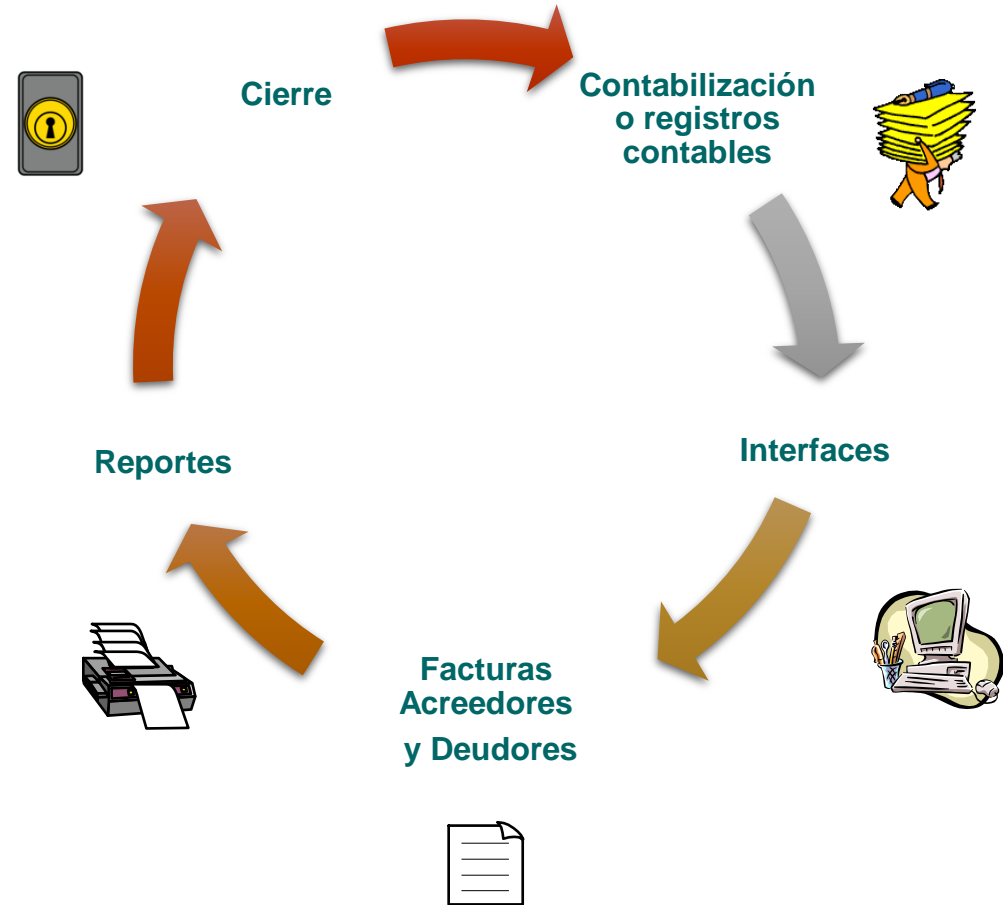 Cierre
Contabilización
o registros
contables
Interfaces
Facturas
Acreedores
y Deudores
Reportes